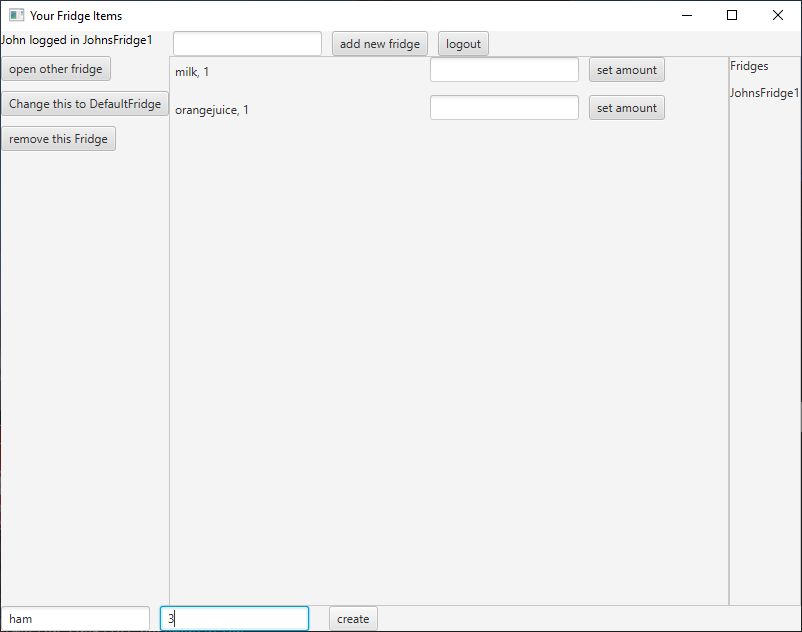 Your Fridge Items
John logged in JohnsFridge1
add new fridge
logout
open other fridge
Change this to DefaultFridge
remove this Fridge
milk, 1
set amount
orangejuice, 1
set amount
Fridges
JohnsFridge1
ham
3
create